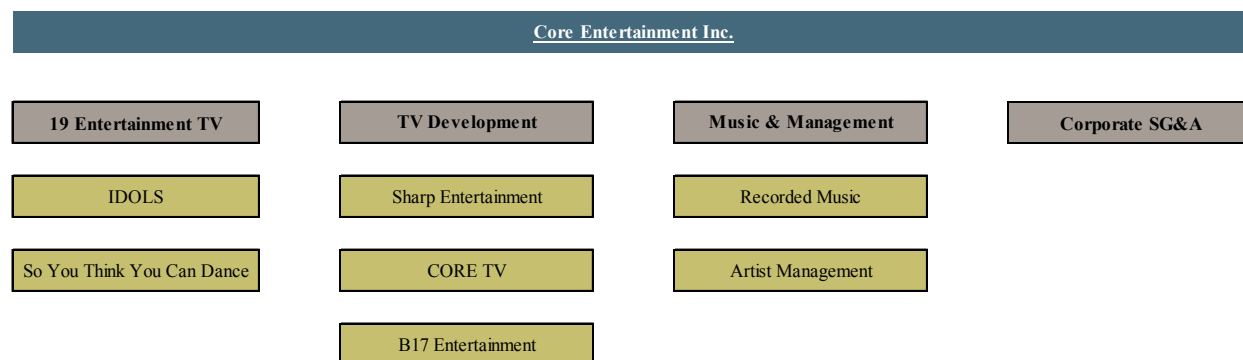 Core Entertainment Inc.
19 Entertainment TV
TV Development
Music & Management
Corporate SG&A
IDOLS
Sharp Entertainment
Recorded Music
So You Think You Can Dance
CORE TV
Artist Management
B17 Entertainment